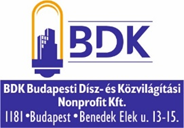 BDK
BDK Budapesti Dísz- és Közvilágítási
Nonprofit Kft.
1181•Budapest•Benedek Elek u. 13-15.